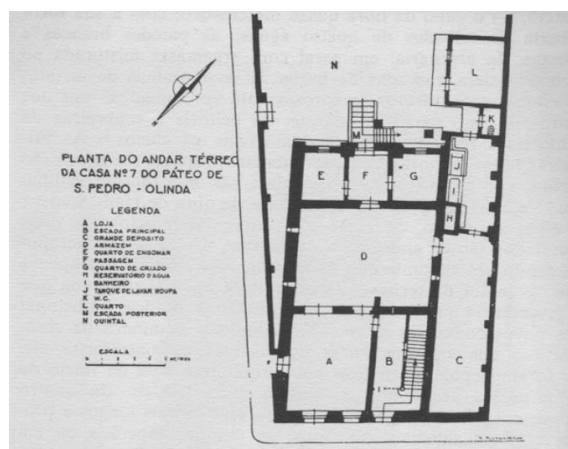 PLANTA DO ANDAR TÉRREO
DA CASA Nº 7 DO PÁTEO DE
S. PEDRO - OLINDA
LEGENDA
A LOJA
B ESCADA PRINCIPAL
C GRANDE DEPOSITO
D ARMAZEM
E QUARTO DE ENGOMAR
F PASSAGEM
G QUARTO DE CRIADO
H RESERVATÓRIO D'AGUA
I BANHEIRO
J TANQUE DE LAVAR ROUPA
K W.C.
L QUARTO
M ESCADA POSTERIOR
N QUINTAL
ESCALA
N
L
K
M
J
E
F
G
I
H
D
A
B
C